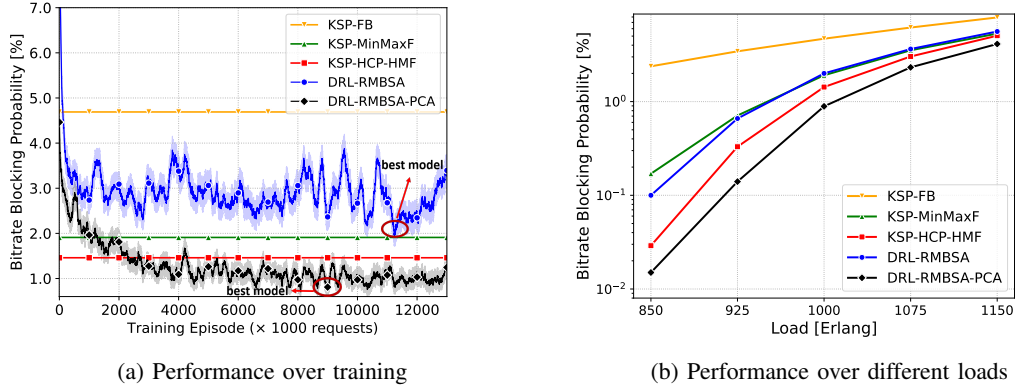 7.0
6.0
5.0
4.0
3.0
2.0
1.0
Bitrate Blocking Probability [%]
KSP-FB
KSP-MinMaxF
KSP-HCP-HMF
DRL-RMBSA
DRL-RMBSA-PCA
best model
best model
0 2000 4000 6000 8000 10000 12000
Training Episode (× 1000 requests)
(a) Performance over training
Bitrate Blocking Probability [%]
10⁰
10⁻¹
10⁻²
KSP-FB
KSP-MinMaxF
KSP-HCP-HMF
DRL-RMBSA
DRL-RMBSA-PCA
850 925 1000 1075 1150
Load [Erlang]
(b) Performance over different loads